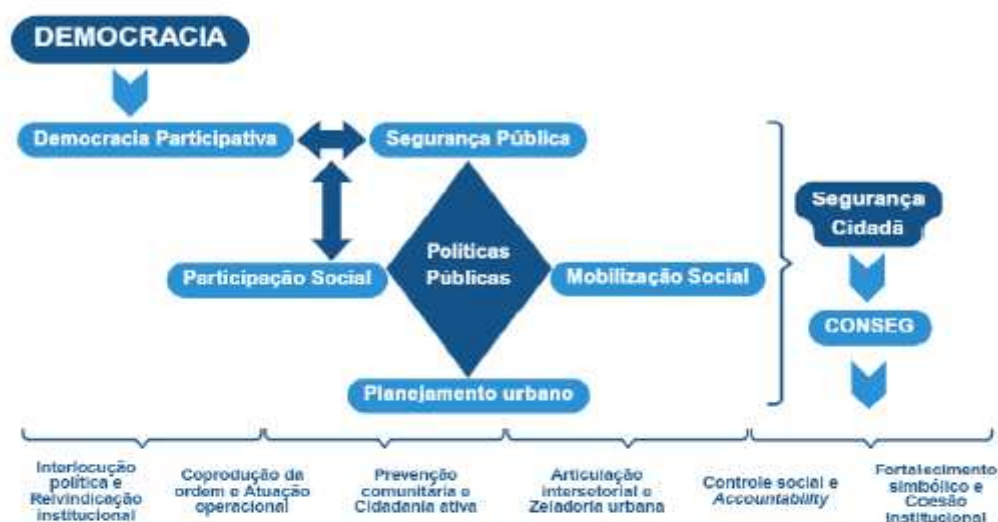 DEMOCRACIA
Democracia Participativa
Segurança Pública
Segurança
Cidadã
Políticas
Públicas
Participação Social
Mobilização Social
CONSEG
Planejamento urbano
Interlocução
política e
Reivindicação
institucional
Coprodução da
ordem e Atuação
operacional
Prevenção
comunitária e
Cidadania ativa
Articulação
intersetorial e
Zeladoria urbana
Controle social e
Accountability
Fortalecimento
simbólico e
Coesão
Institucional